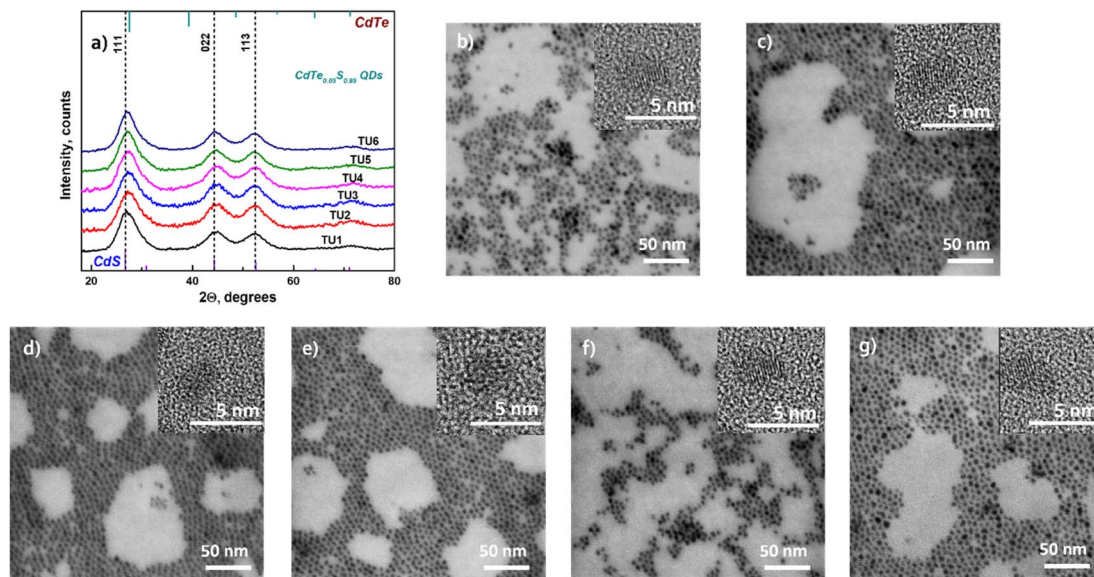 a)
CdTe
111
022
113
CdTe0.05S0.95 QDs
TU6
TU5
TU4
TU3
TU2
TU1
CdS
Intensity, counts
20
40
60
80
2Θ, degrees
b)
5 nm
50 nm
c)
5 nm
50 nm
d)
5 nm
50 nm
e)
5 nm
50 nm
f)
5 nm
50 nm
g)
5 nm
50 nm